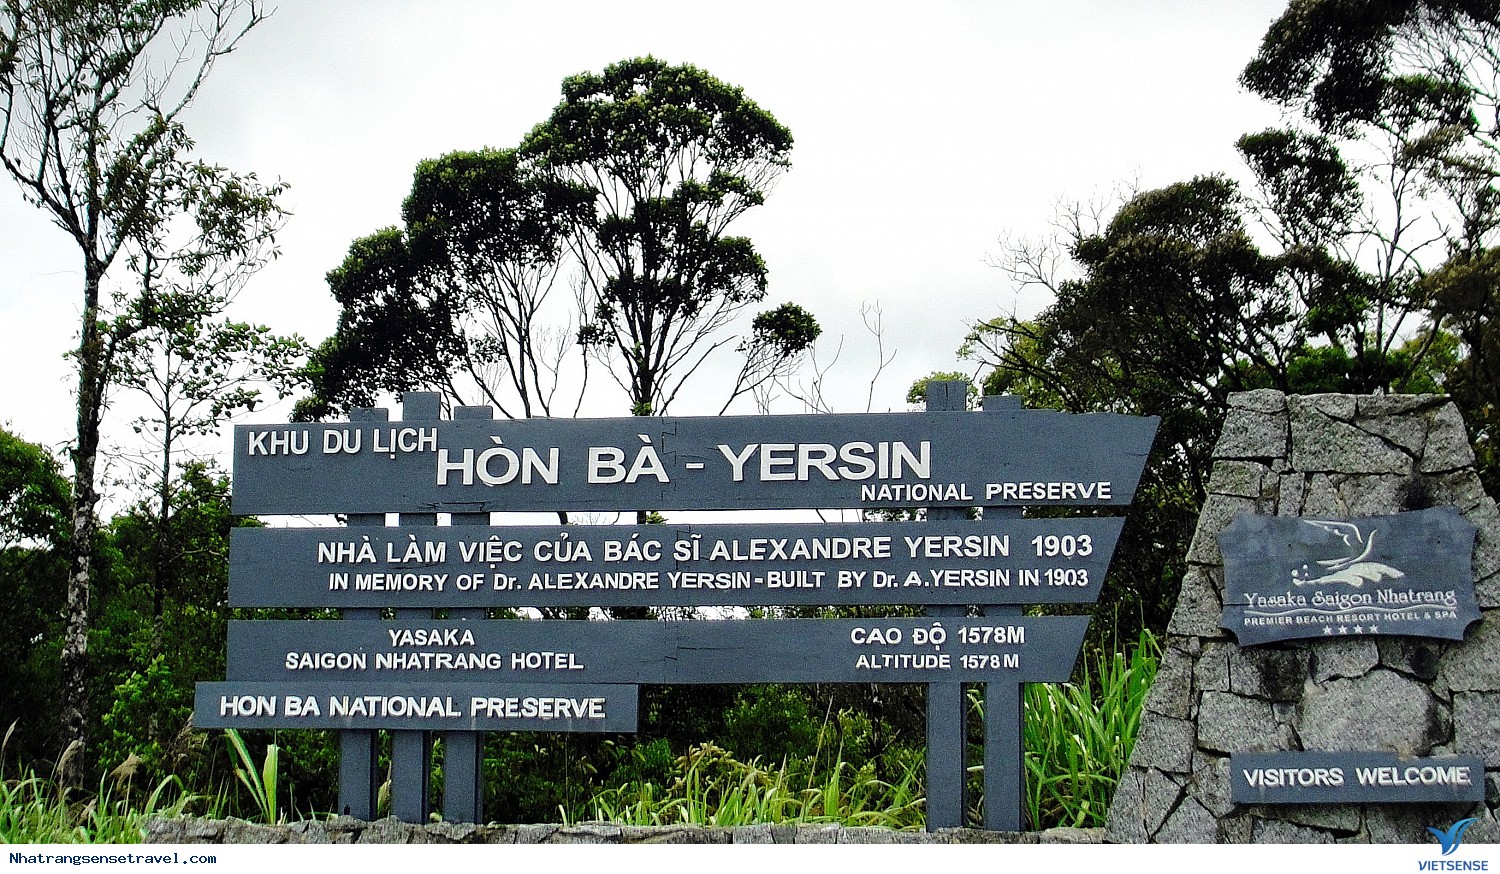 KHU DU LỊCH
HÒN BÀ - YERSIN
NATIONAL PRESERVE
NHÀ LÀM VIỆC CỦA BÁC SĨ ALEXANDRE YERSIN 1903
IN MEMORY OF Dr. ALEXANDRE YERSIN - BUILT BY Dr. A.YERSIN IN 1903
YASAKA
SAIGON NHATRANG HOTEL
CAO ĐỘ 1578M
ALTITUDE 1578M
HON BA NATIONAL PRESERVE
Yasaka Saigon Nhatrang
PREMIER BEACH RESORT HOTEL & SPA
VISITORS WELCOME
Nhatrangsensetravel.com
VIETSENSE